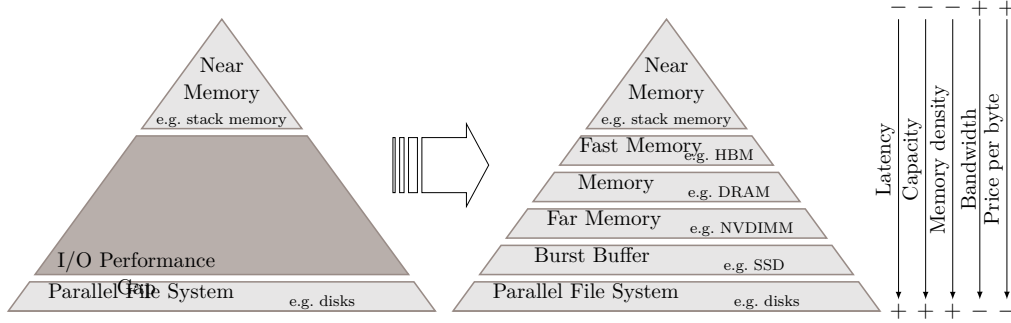 Near
Memory
e.g. stack memory
I/O Performance
Gap
Parallel File System
e.g. disks
Near
Memory
e.g. stack memory
Fast Memory
e.g. HBM
Memory
e.g. DRAM
Far Memory
e.g. NVDIMM
Burst Buffer
e.g. SSD
Parallel File System
e.g. disks
− − − + +
Latency
Capacity
Memory density
Bandwidth
Price per byte
+ + + − −